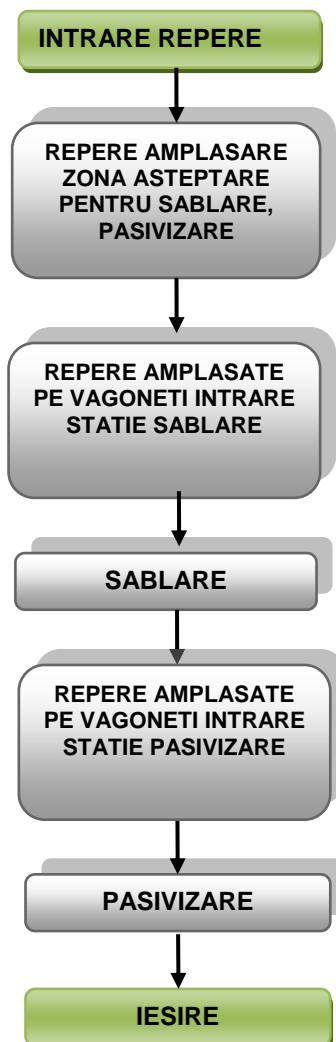 INTRARE REPERE
REPERE AMPLASARE
ZONA ASTEPTARE
PENTRU SABLARE,
PASIVIZARE
REPERE AMPLASATE
PE VAGONETI INTRARE
STATIE SABLARE
SABLARE
REPERE AMPLASATE
PE VAGONETI INTRARE
STATIE PASIVIZARE
PASIVIZARE
IESIRE